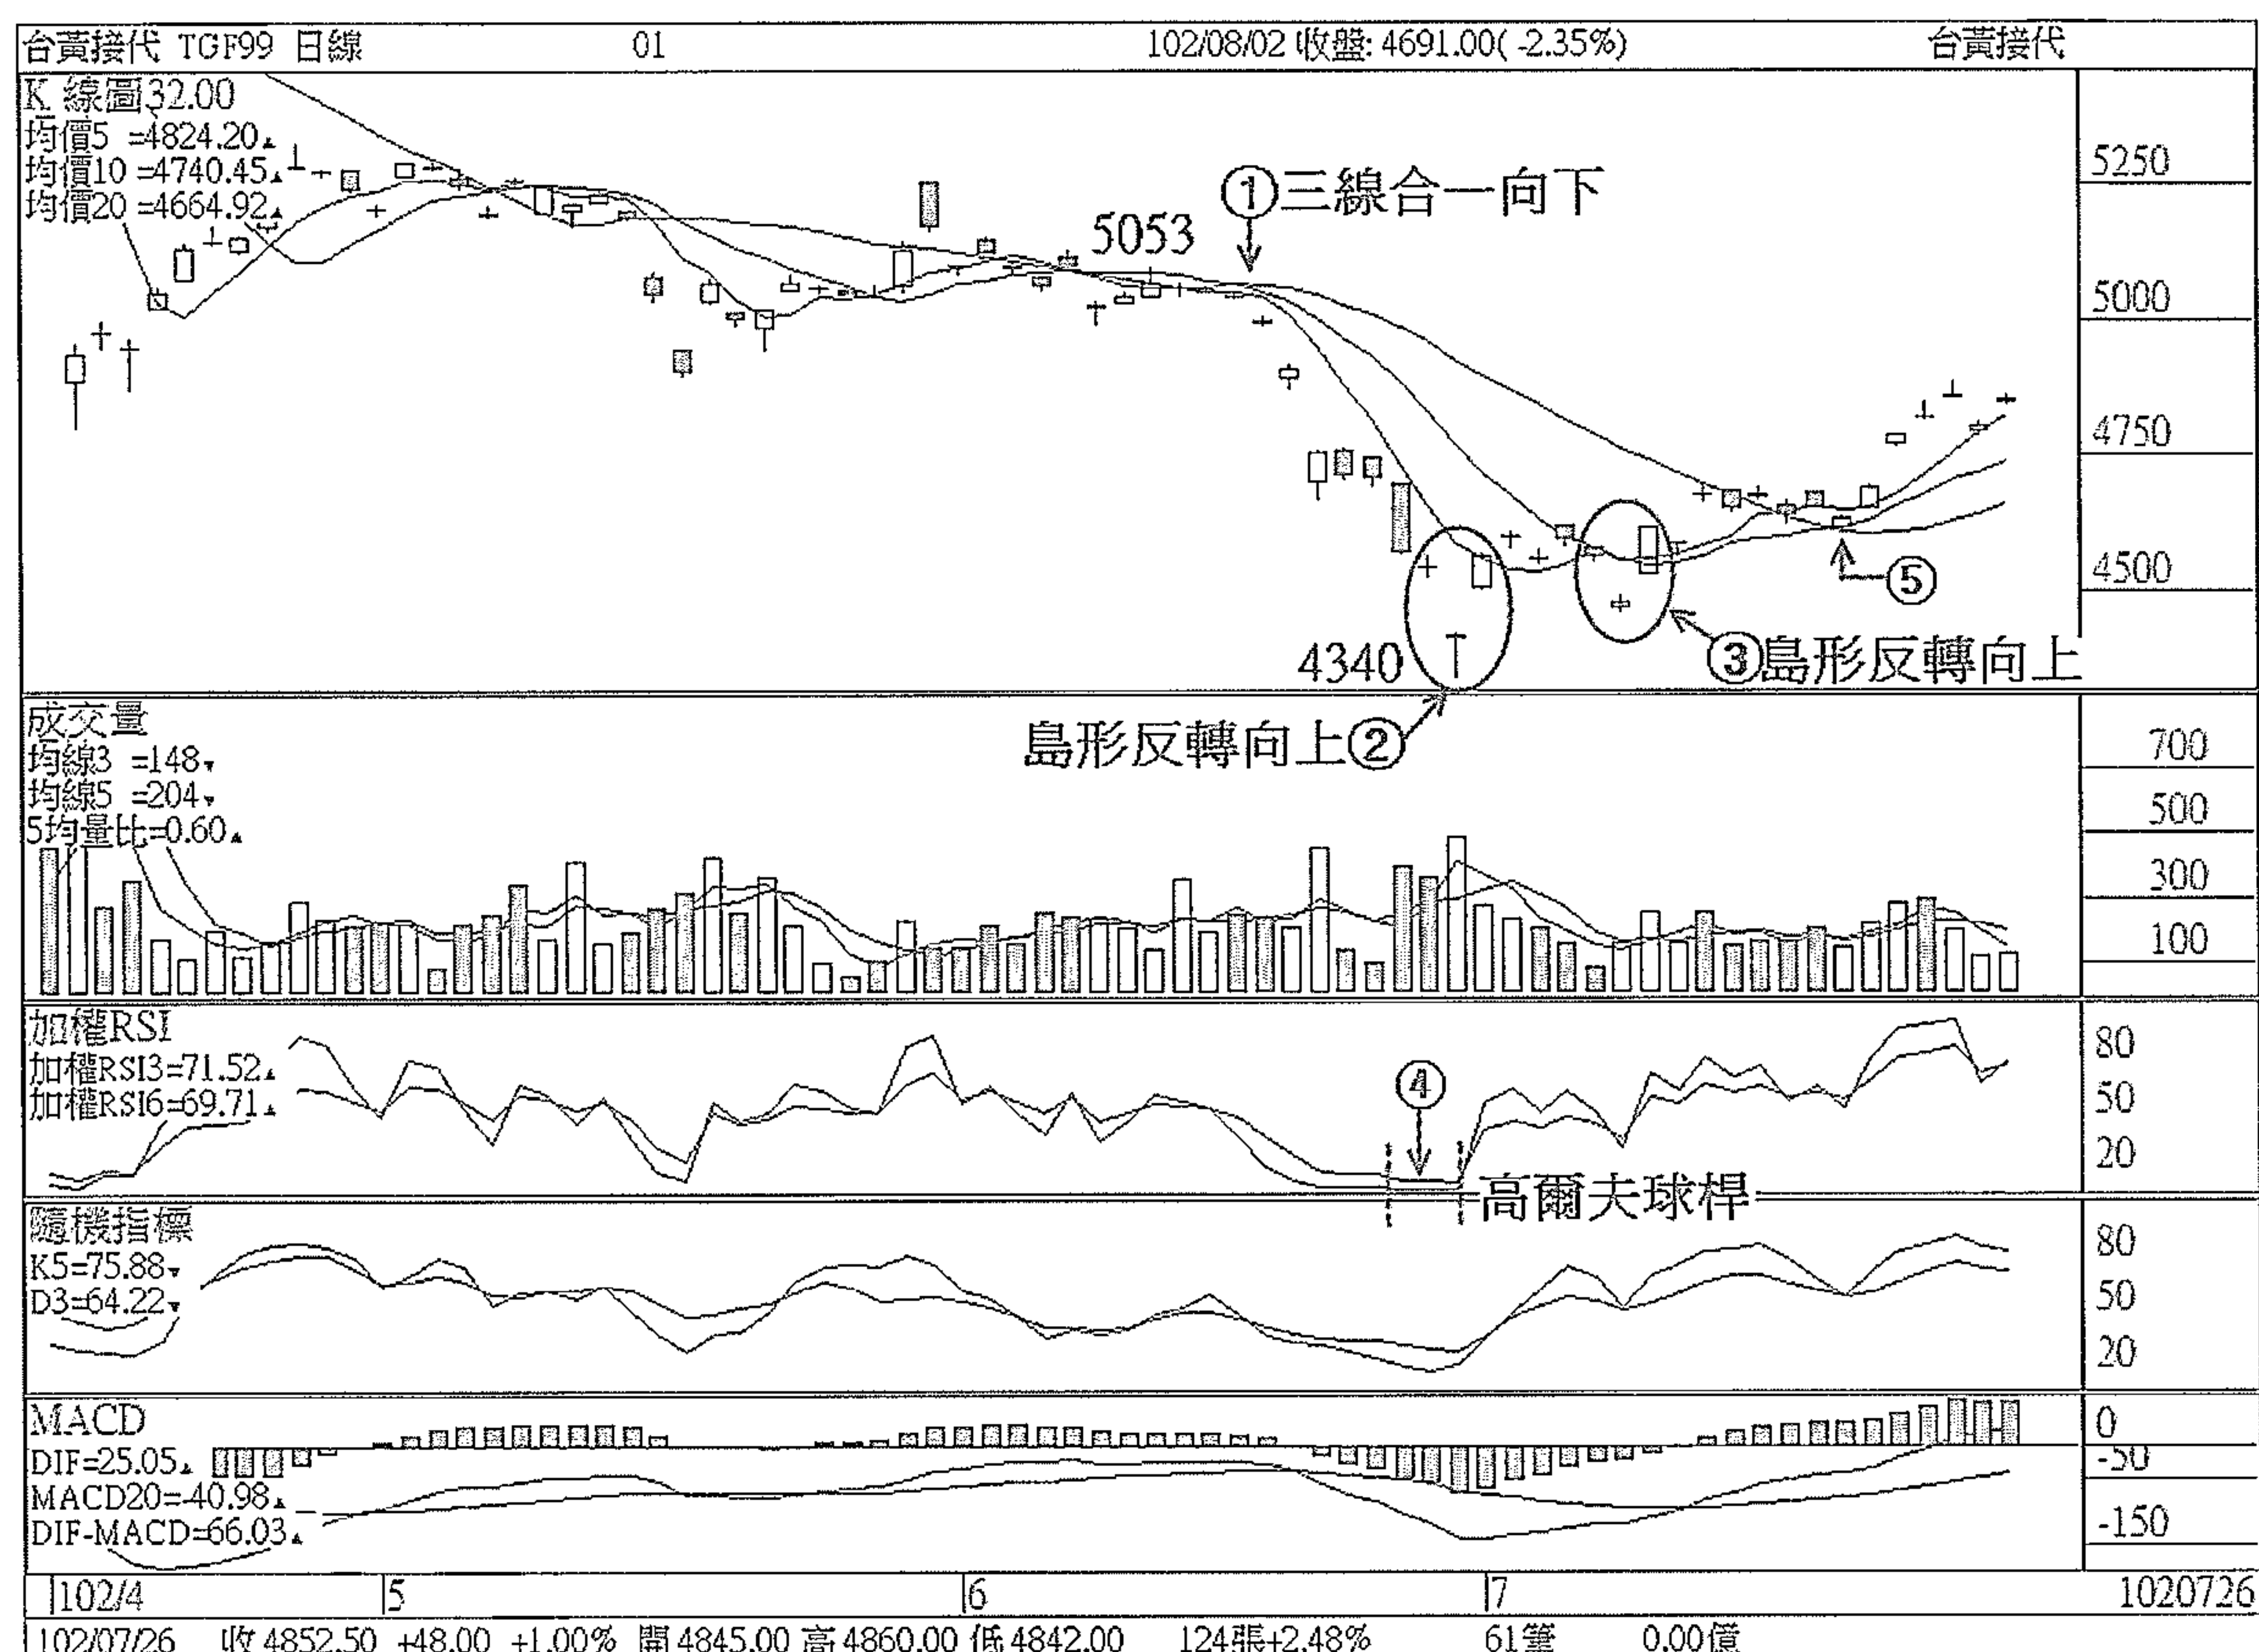 台黃接代 TGF99 日線 01 102/08/02 收盤: 4691.00( -2.35%) 台黃接代
K 線圖32.00
均價5 =4824.20▲
均價10 =4740.45▲
均價20 =4664.92▲
5250
①三線合一向下
5053
5000
4750
4500
⑤
4340
③島形反轉向上
島形反轉向上②
成交量
均線3 =148▼
均線5 =204▼
5均量比=0.60▲
700
500
300
100
加權RSI
加權RSI3=71.52▲
加權RSI6=69.71▲
④
高爾夫球桿
80
50
20
隨機指標
K5=75.88▼
D3=64.22▼
80
50
20
MACD
DIF=25.05▲
MACD20=-40.98▲
DIF-MACD=66.03▲
0
-50
-150
102/4 5 6 7 1020726
102/07/26 收 4852.50 +48.00 +1.00% 開 4845.00 高 4860.00 低 4842.00 124張+2.48% 61筆 0.00億